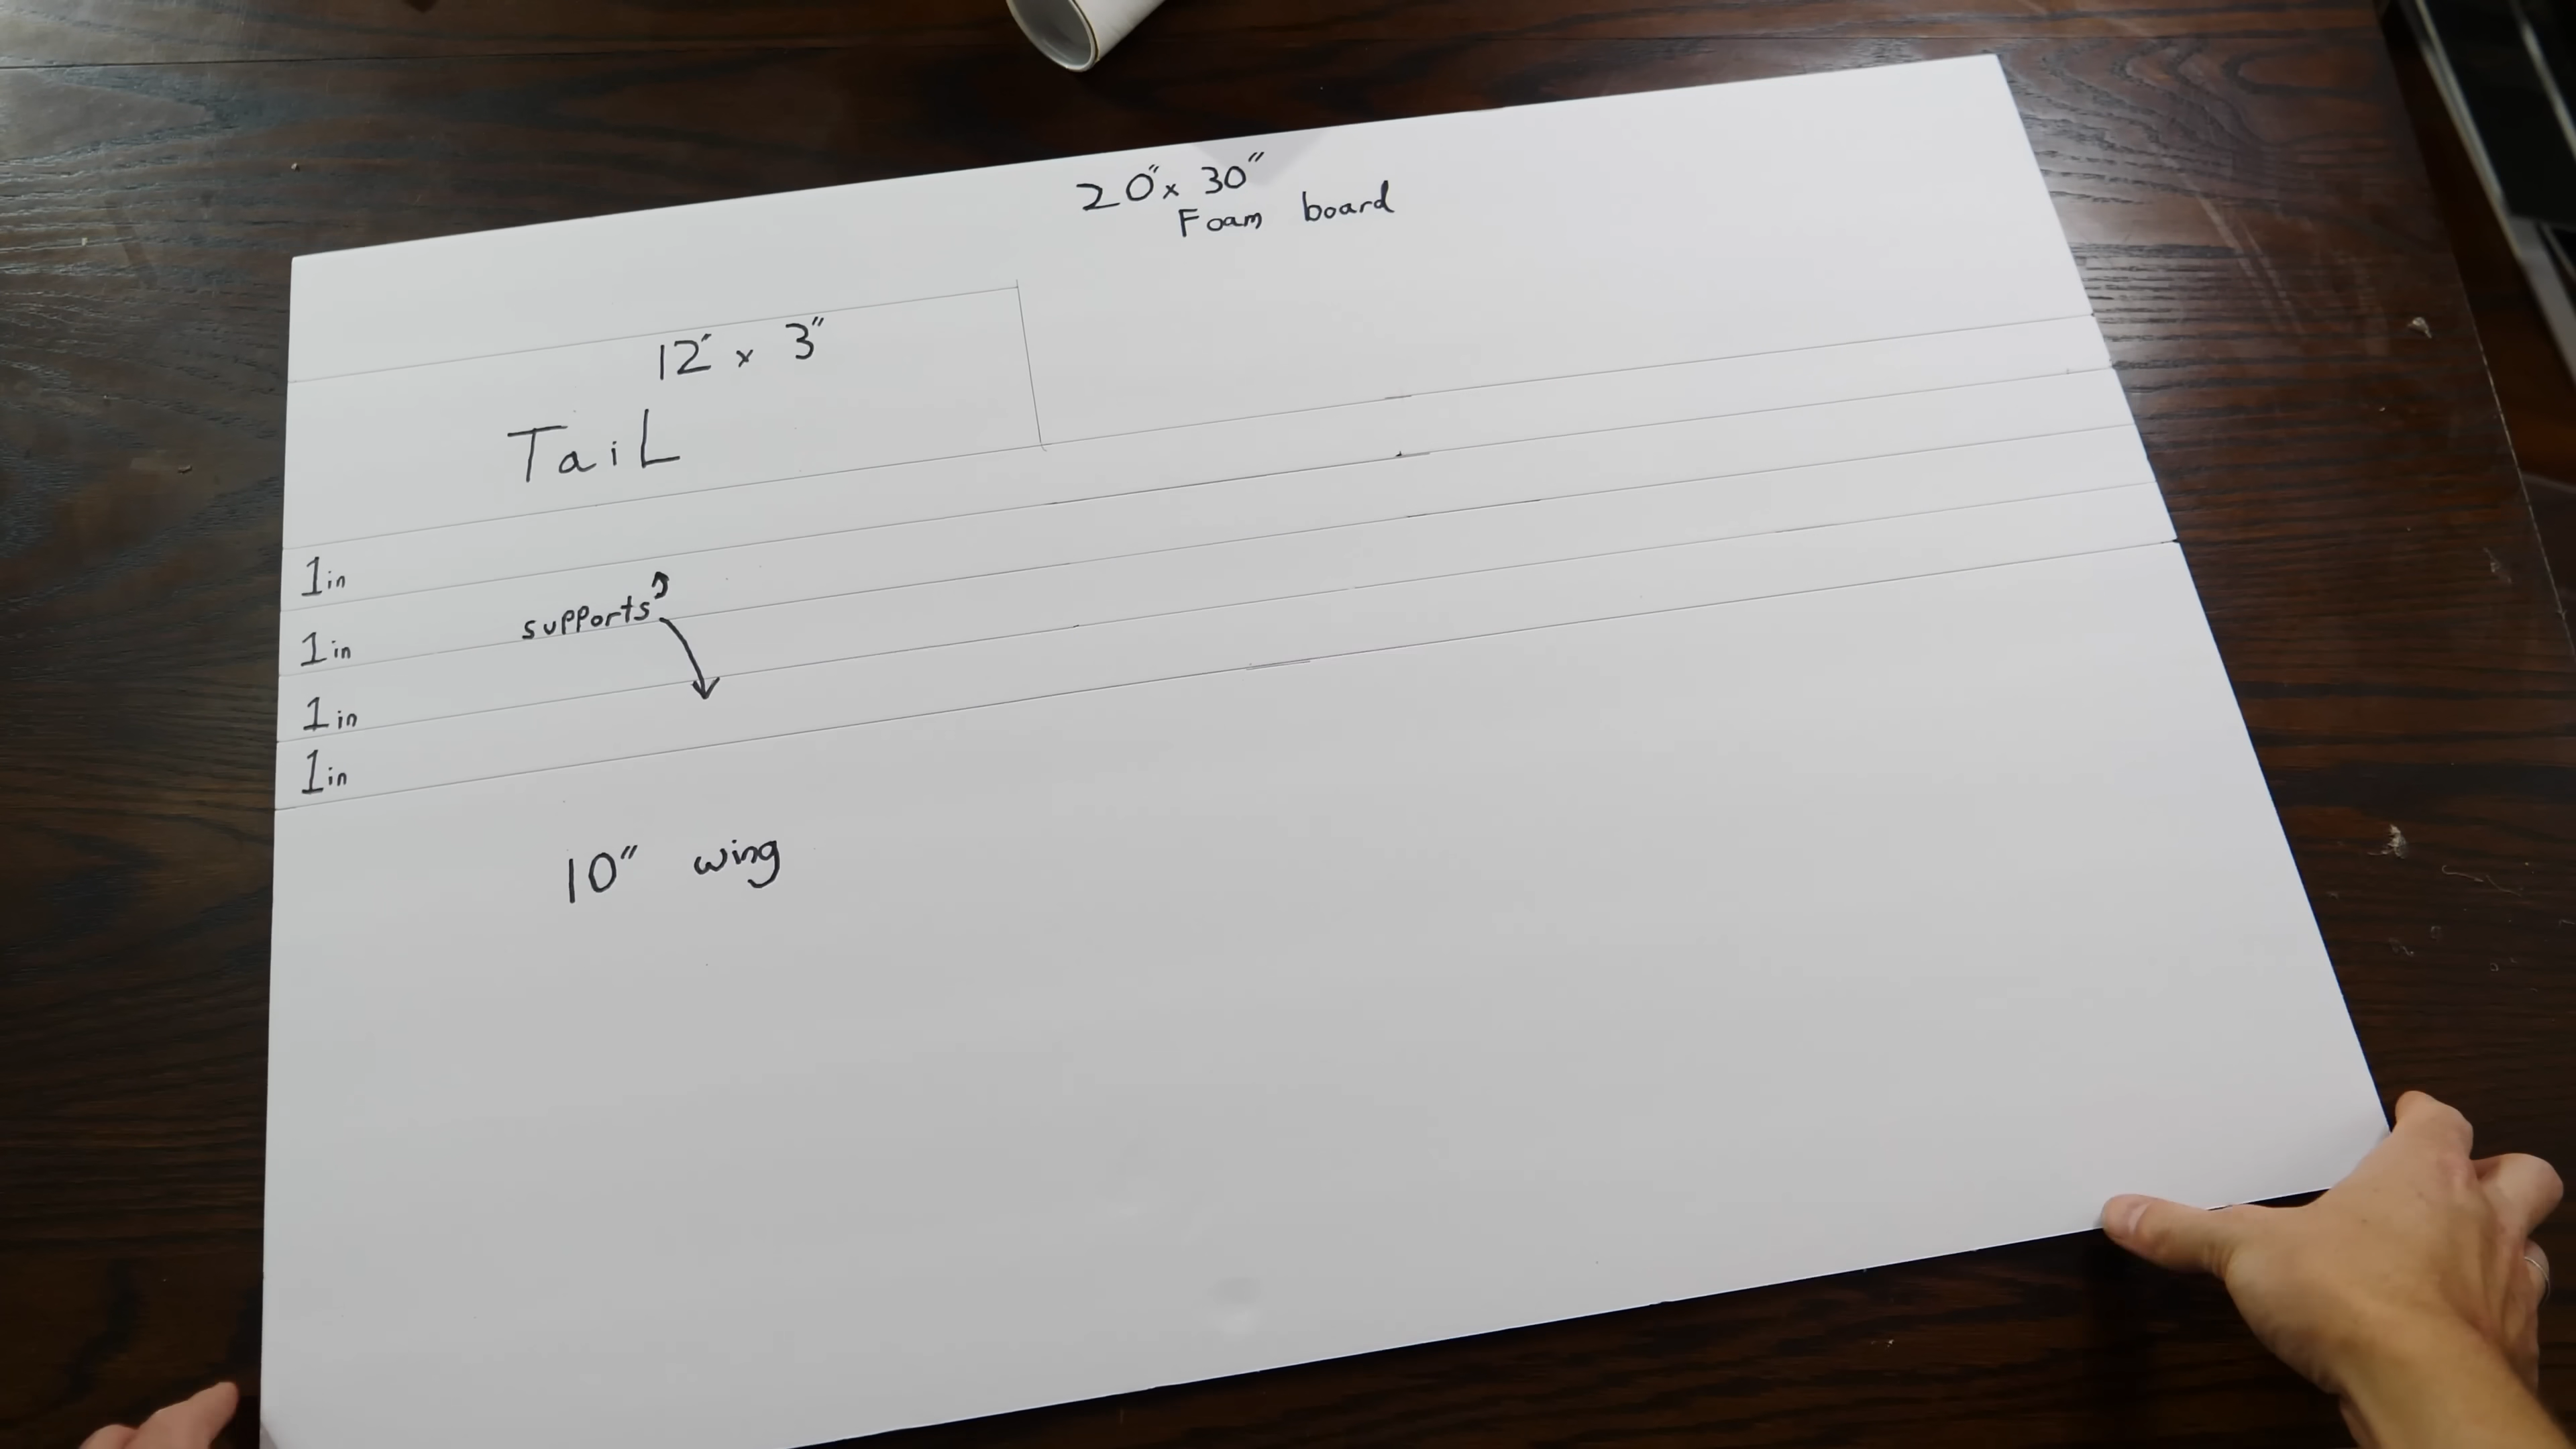 20" x 30"
Foam board
12" x 3"
TaiL
1in
supports
1in
1in
1in
10" wing